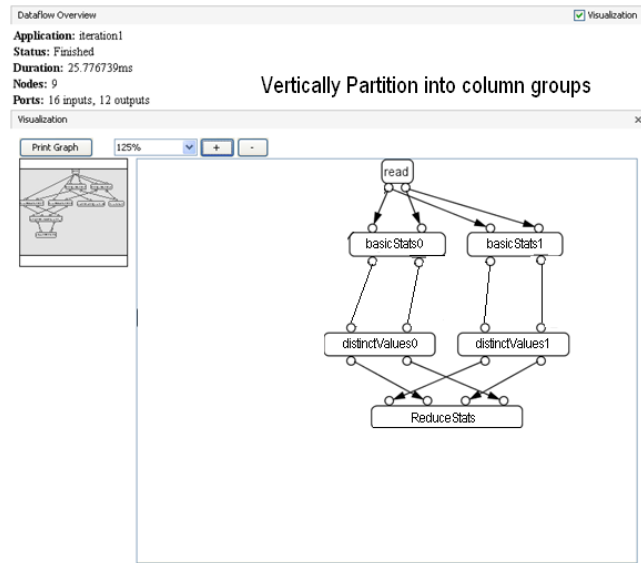 Dataflow Overview
Visualization
Application: iteration1
Status: Finished
Duration: 25.776739ms
Nodes: 9
Ports: 16 inputs, 12 outputs
Vertically Partition into column groups
Visualization
x
Print Graph
125%
+
-
read
basicStats0
basicStats1
distinctValues0
distinctValues1
ReduceStats